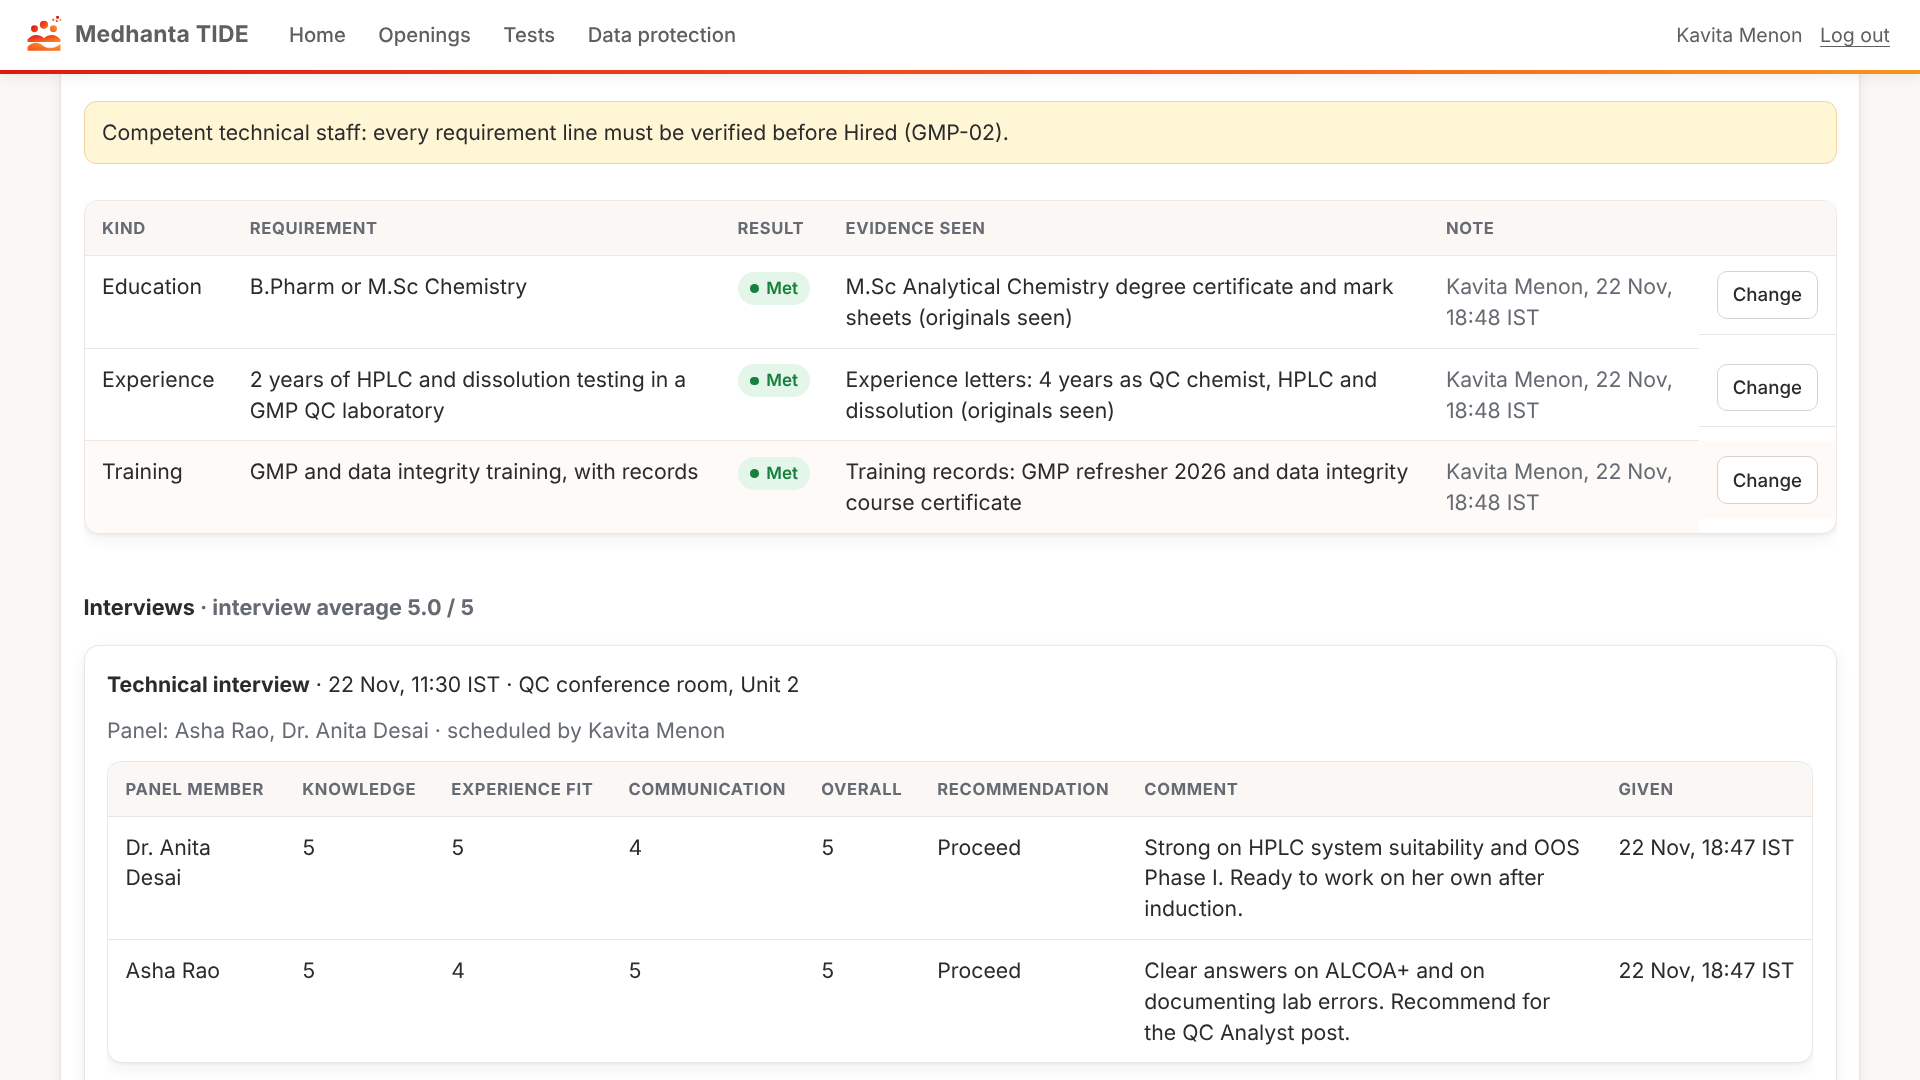 Medhanta TIDE Home Openings Tests Data protection Kavita Menon Log out
Competent technical staff: every requirement line must be verified before Hired (GMP-02).
KIND REQUIREMENT RESULT EVIDENCE SEEN NOTE
Education B.Pharm or M.Sc Chemistry Met M.Sc Analytical Chemistry degree certificate and mark Kavita Menon, 22 Nov, Change
sheets (originals seen) 18:48 IST
Experience 2 years of HPLC and dissolution testing in a Met Experience letters: 4 years as QC chemist, HPLC and Kavita Menon, 22 Nov, Change
GMP QC laboratory dissolution (originals seen) 18:48 IST
Training GMP and data integrity training, with records Met Training records: GMP refresher 2026 and data integrity Kavita Menon, 22 Nov, Change
course certificate 18:48 IST
Interviews · interview average 5.0 / 5
Technical interview · 22 Nov, 11:30 IST · QC conference room, Unit 2
Panel: Asha Rao, Dr. Anita Desai · scheduled by Kavita Menon
PANEL MEMBER KNOWLEDGE EXPERIENCE FIT COMMUNICATION OVERALL RECOMMENDATION COMMENT GIVEN
Dr. Anita 5 5 4 5 Proceed Strong on HPLC system suitability and OOS 22 Nov, 18:47 IST
Desai Phase I. Ready to work on her own after
induction.
Asha Rao 5 4 5 5 Proceed Clear answers on ALCOA+ and on 22 Nov, 18:47 IST
documenting lab errors. Recommend for
the QC Analyst post.